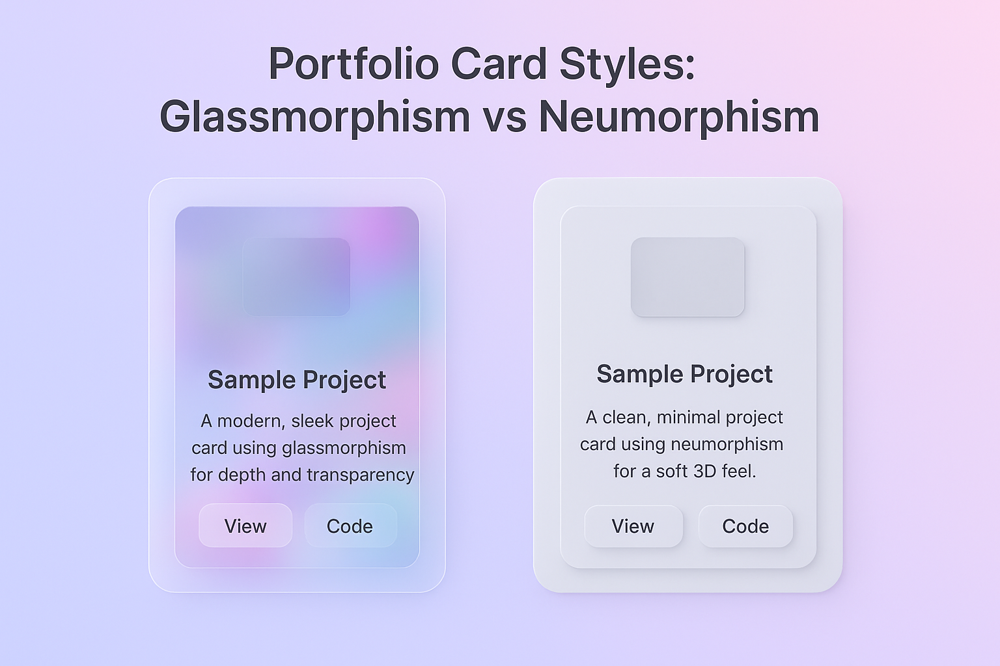 Portfolio Card Styles:
Glassmorphism vs Neumorphism
Sample Project
A modern, sleek project
card using glassmorphism
for depth and transparency
View
Code
Sample Project
A clean, minimal project
card using neumorphism
for a soft 3D feel.
View
Code